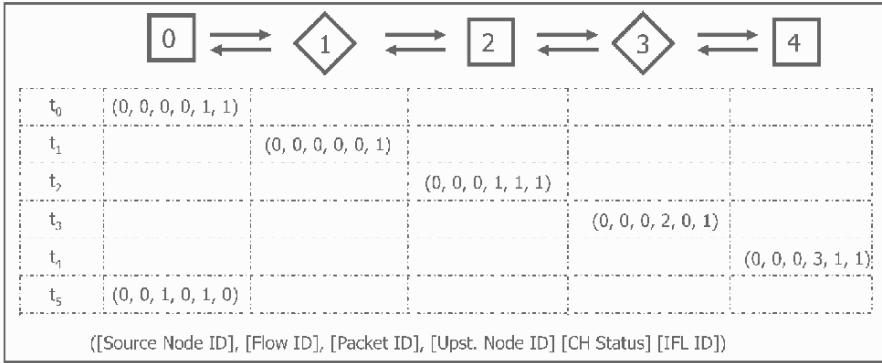 0 1 2 3 4
t0 (0, 0, 0, 0, 1, 1)
t1 (0, 0, 0, 0, 0, 1)
t2 (0, 0, 0, 1, 1, 1)
t3 (0, 0, 0, 2, 0, 1)
t4 (0, 0, 0, 3, 1, 1)
t5 (0, 0, 1, 0, 1, 0)
([Source Node ID], [Flow ID], [Packet ID], [Upst. Node ID] [CH Status] [IFL ID])